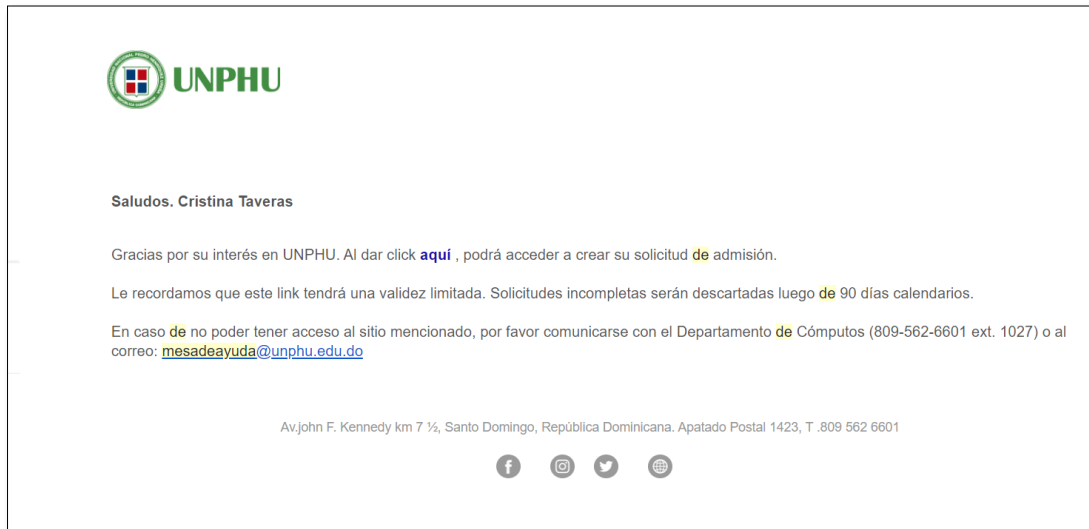 UNPHU
Saludos. Cristina Taveras
Gracias por su interés en UNPHU. Al dar click aquí , podrá acceder a crear su solicitud de admisión.
Le recordamos que este link tendrá una validez limitada. Solicitudes incompletas serán descartadas luego de 90 días calendarios.
En caso de no poder tener acceso al sitio mencionado, por favor comunicarse con el Departamento de Cómputos (809-562-6601 ext. 1027) o al
correo: mesadeayuda@unphu.edu.do
Av.john F. Kennedy km 7 ½, Santo Domingo, República Dominicana. Apatado Postal 1423, T .809 562 6601